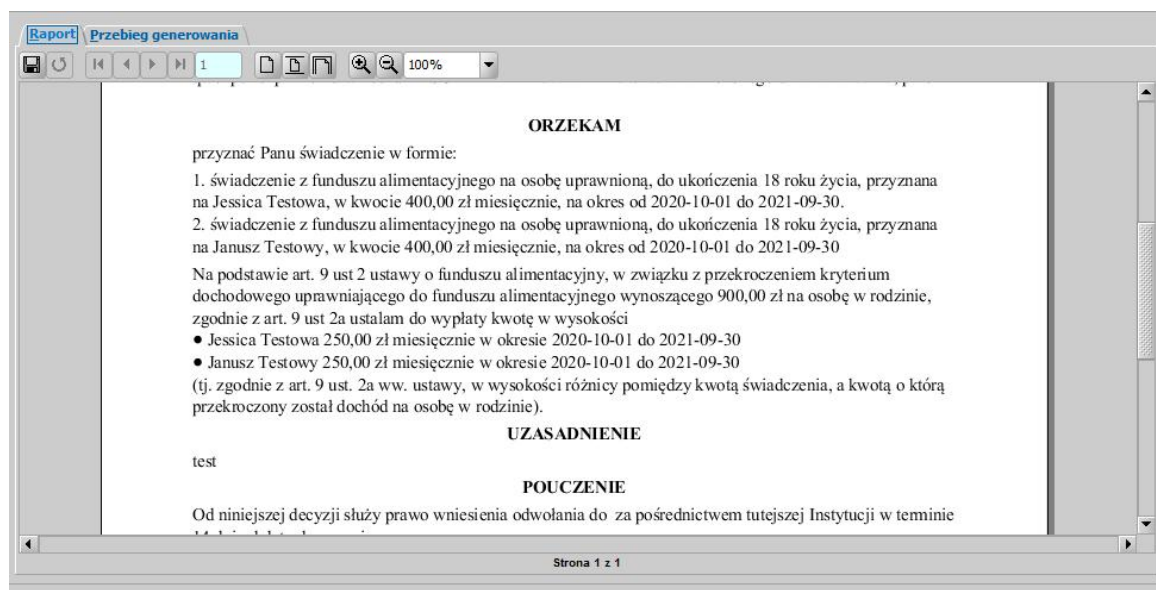 Raport Przebieg generowania
1 100%
ORZEKAM
przyznać Panu świadczenie w formie:
1. świadczenie z funduszu alimentacyjnego na osobę uprawnioną, do ukończenia 18 roku życia, przyznana
na Jessica Testowa, w kwocie 400,00 zł miesięcznie, na okres od 2020-10-01 do 2021-09-30.
2. świadczenie z funduszu alimentacyjnego na osobę uprawnioną, do ukończenia 18 roku życia, przyznana
na Janusz Testowy, w kwocie 400,00 zł miesięcznie, na okres od 2020-10-01 do 2021-09-30
Na podstawie art. 9 ust 2 ustawy o funduszu alimentacyjny, w związku z przekroczeniem kryterium
dochodowego uprawniającego do funduszu alimentacyjnego wynoszącego 900,00 zł na osobę w rodzinie,
zgodnie z art. 9 ust 2a ustalam do wypłaty kwotę w wysokości
● Jessica Testowa 250,00 zł miesięcznie w okresie 2020-10-01 do 2021-09-30
● Janusz Testowy 250,00 zł miesięcznie w okresie 2020-10-01 do 2021-09-30
(tj. zgodnie z art. 9 ust. 2a ww. ustawy, w wysokości różnicy pomiędzy kwotą świadczenia, a kwotą o którą
przekroczony został dochód na osobę w rodzinie).
UZASADNIENIE
test
POUCZENIE
Od niniejszej decyzji służy prawo wniesienia odwołania do za pośrednictwem tutejszej Instytucji w terminie
Strona 1 z 1